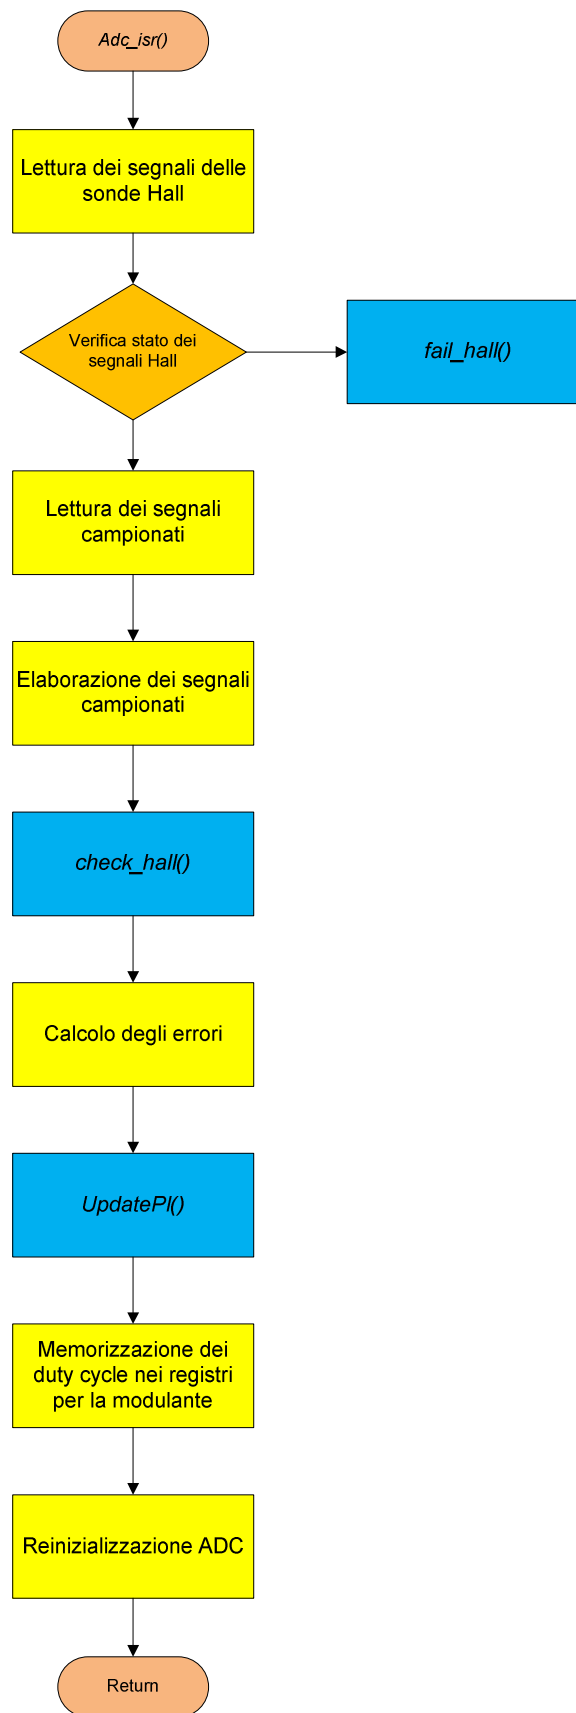 Adc_isr()
Lettura dei segnali delle
sonde Hall
Verifica stato dei
segnali Hall
fail_hall()
Lettura dei segnali
campionati
Elaborazione dei segnali
campionati
check_hall()
Calcolo degli errori
UpdatePI()
Memorizzazione dei
duty cycle nei registri
per la modulante
Reinizializzazione ADC
Return